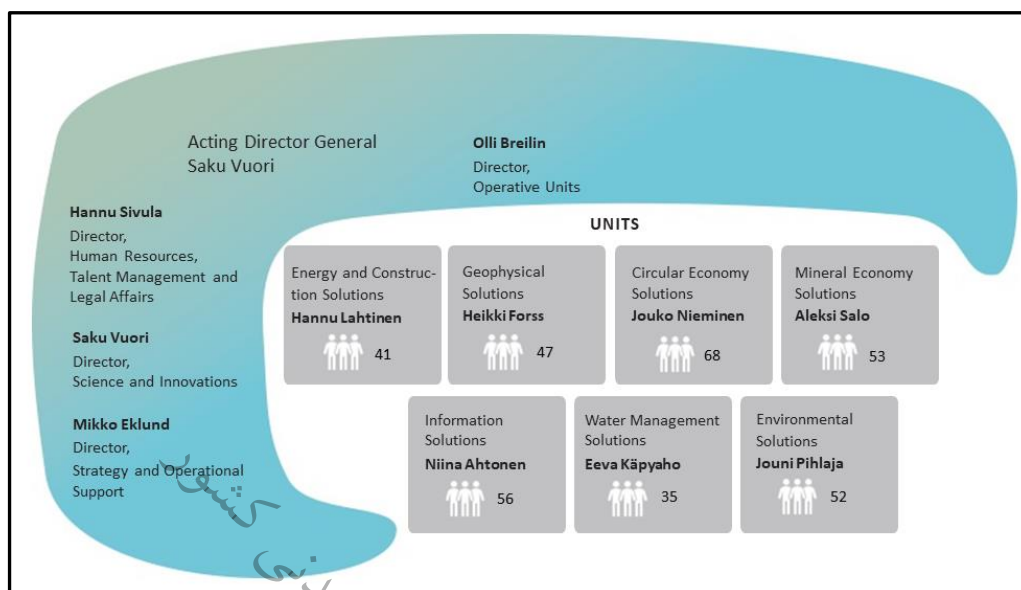 Acting Director General
Saku Vuori
Olli Breilin
Director,
Operative Units
Hannu Sivula
Director,
Human Resources,
Talent Management and
Legal Affairs
Saku Vuori
Director,
Science and Innovations
Mikko Eklund
Director,
Strategy and Operational
Support
UNITS
Energy and Construc-
tion Solutions
Hannu Lahtinen
41
Geophysical
Solutions
Heikki Forss
47
Circular Economy
Solutions
Jouko Nieminen
68
Mineral Economy
Solutions
Aleksi Salo
53
Information
Solutions
Niina Ahtonen
56
Water Management
Solutions
Eeva Käpyaho
35
Environmental
Solutions
Jouni Pihlaja
52
کشور